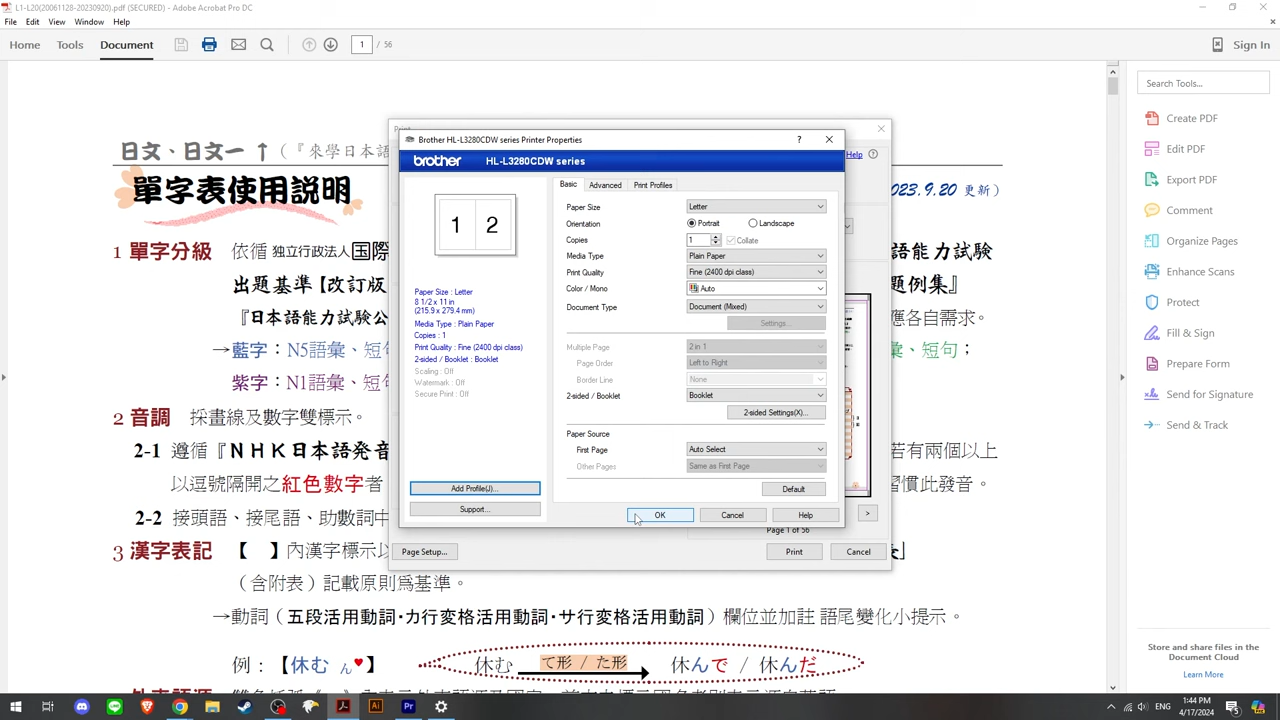 L1-L20(20061128-20230920).pdf (SECURED) - Adobe Acrobat Pro DC
File Edit View Window Help
Home Tools Document
1 / 56
Sign In
Search Tools...
Create PDF
Edit PDF
Export PDF
Comment
Organize Pages
Enhance Scans
Protect
Fill & Sign
Prepare Form
Send for Signature
Send & Track
Store and share files in the
Document Cloud
Learn More
日文、日文一 ↑(『來學日本語
2023.9.20 更新)
單字表使用說明
1 單字分級 依循 独立行政法人国際
語能力試験
出題基準【改訂版
題例集』
『日本語能力試験公
應各自需求。
→藍字:N5語彙、短句
彙、短句;
紫字:N1語彙、短句
2 音調 採畫線及數字雙標示。
2-1 遵循『NHK日本語発音
若有兩個以上
以逗號隔開之紅色數字者
習慣此發音。
2-2 接頭語、接尾語、助數詞中
3 漢字表記 【 】內漢字標示以
(含附表)記載原則為基準。
→動詞(五段活用動詞・カ行変格活用動詞・サ行変格活用動詞)欄位並加註 語尾變化小提示。
例:【休む ん♥】 休む て形 / た形 休んで / 休んだ
Print
Help
Brother HL-L3280CDW series Printer Properties
brother HL-L3280CDW series
1 2
Paper Size : Letter
8 1/2 x 11 in
(215.9 x 279.4 mm)
Media Type : Plain Paper
Copies : 1
Print Quality : Fine (2400 dpi class)
2-sided / Booklet : Booklet
Scaling : Off
Watermark : Off
Secure Print : Off
Add Profile(J)...
Support...
Basic Advanced Print Profiles
Paper Size Letter
Orientation Portrait Landscape
Copies 1 Collate
Media Type Plain Paper
Print Quality Fine (2400 dpi class)
Color / Mono Auto
Document Type Document (Mixed)
Settings...
Multiple Page 2 in 1
Page Order Left to Right
Border Line None
2-sided / Booklet Booklet
2-sided Settings(X)...
Paper Source
First Page Auto Select
Other Pages Same as First Page
Default
OK Cancel Help
Page 1 of 56
Page Setup... Print Cancel
ENG
1:44 PM
4/17/2024
5